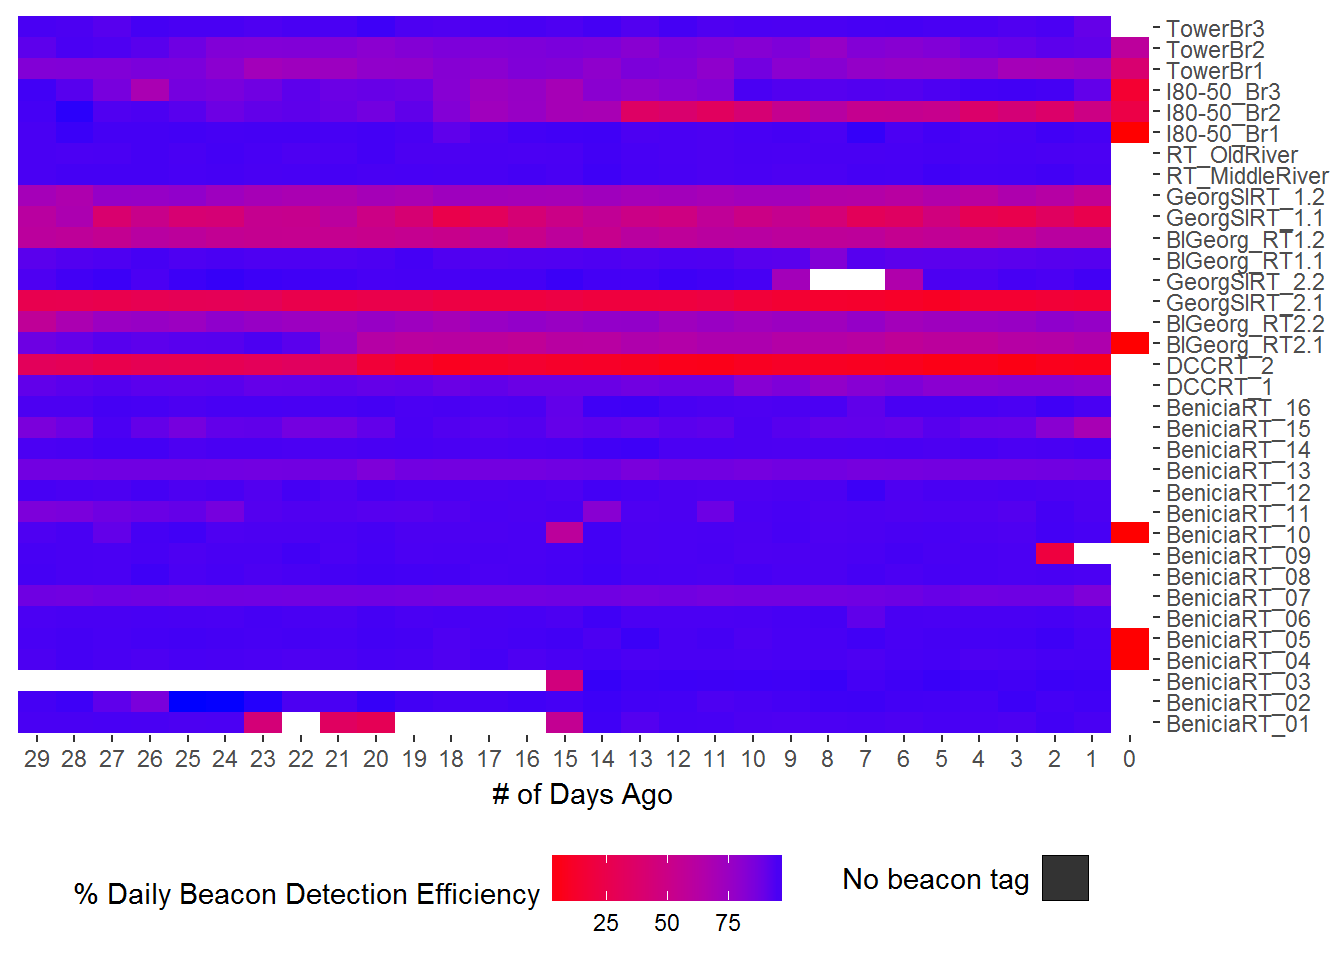 TowerBr3
TowerBr2
TowerBr1
I80-50_Br3
I80-50_Br2
I80-50_Br1
RT_OldRiver
RT_MiddleRiver
GeorgSlRT_1.2
GeorgSlRT_1.1
BlGeorg_RT1.2
BlGeorg_RT1.1
GeorgSlRT_2.2
GeorgSlRT_2.1
BlGeorg_RT2.2
BlGeorg_RT2.1
DCCRT_2
DCCRT_1
BeniciaRT_16
BeniciaRT_15
BeniciaRT_14
BeniciaRT_13
BeniciaRT_12
BeniciaRT_11
BeniciaRT_10
BeniciaRT_09
BeniciaRT_08
BeniciaRT_07
BeniciaRT_06
BeniciaRT_05
BeniciaRT_04
BeniciaRT_03
BeniciaRT_02
BeniciaRT_01
29 28 27 26 25 24 23 22 21 20 19 18 17 16 15 14 13 12 11 10 9 8 7 6 5 4 3 2 1 0
# of Days Ago
% Daily Beacon Detection Efficiency
25 50 75
No beacon tag